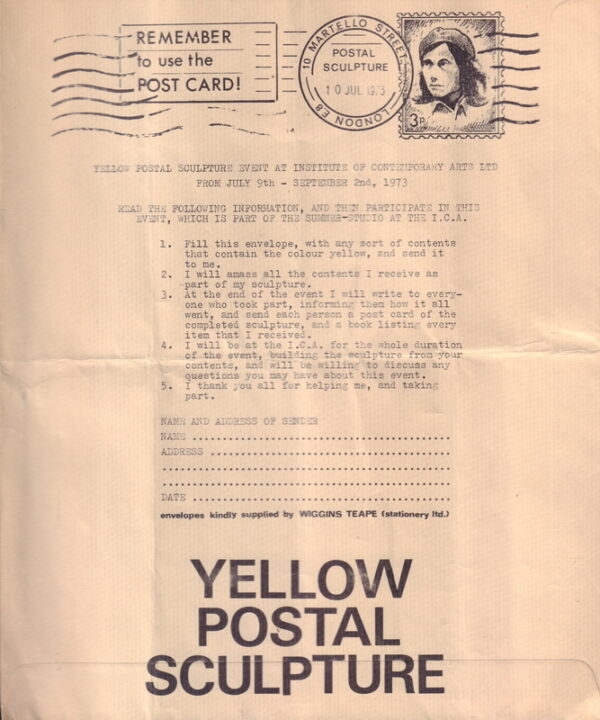 REMEMBER
to use the
POST CARD!
10 MARTELLO STREET
POSTAL
SCULPTURE
10 JUL 1973
LONDON E8
3P
YELLOW POSTAL SCULPTURE EVENT AT INSTITUTE OF CONTEMPORARY ARTS LTD
FROM JULY 9th - SEPTEMBER 2nd, 1973
READ THE FOLLOWING INFORMATION, AND THEN PARTICIPATE IN THIS
EVENT, WHICH IS PART OF THE SUMMER-STUDIO AT THE I.C.A.
1. Fill this envelope, with any sort of contents
that contain the colour yellow, and send it
to me.
2. I will amass all the contents I receive as
part of my sculpture.
3. At the end of the event I will write to every-
one who took part, informing them how it all
went, and send each person a post card of the
completed sculpture, and a book listing every
item that I received.
4. I will be at the I.C.A. for the whole duration
of the event, building the sculpture from your
contents, and will be willing to discuss any
questions you may have about this event.
5. I thank you all for helping me, and taking
part.
NAME AND ADDRESS OF SENDER
NAME
ADDRESS
DATE
envelopes kindly supplied by WIGGINS TEAPE (stationery ltd.)
YELLOW
POSTAL
SCULPTURE